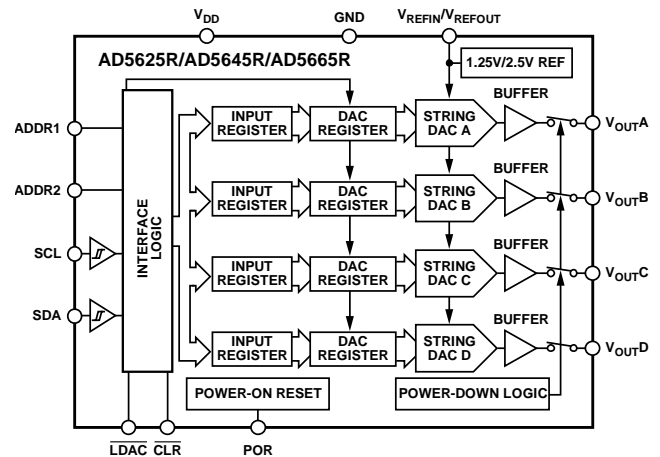 VDD
GND
VREFIN/VREFOUT
AD5625R/AD5645R/AD5665R
1.25V/2.5V REF
ADDR1
ADDR2
SCL
SDA
INTERFACE
LOGIC
INPUT
REGISTER
DAC
REGISTER
STRING
DAC A
BUFFER
VOUTA
INPUT
REGISTER
DAC
REGISTER
STRING
DAC B
BUFFER
VOUTB
INPUT
REGISTER
DAC
REGISTER
STRING
DAC C
BUFFER
VOUTC
INPUT
REGISTER
DAC
REGISTER
STRING
DAC D
BUFFER
VOUTD
POWER-ON RESET
POWER-DOWN LOGIC
LDAC
CLR
POR